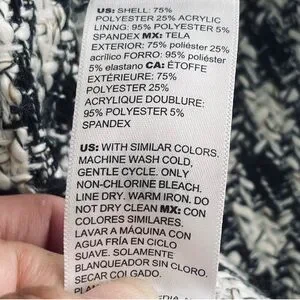 US: SHELL: 75%
POLYESTER 25% ACRYLIC
LINING: 95% POLYESTER 5%
SPANDEX MX: TELA
EXTERIOR: 75% poliéster 25%
acrílico FORRO: 95% poliéster
5% elastano CA: ÉTOFFE
EXTÉRIEURE: 75%
POLYESTER 25%
ACRYLIQUE DOUBLURE:
95% POLYESTER 5%
SPANDEX
US: WITH SIMILAR COLORS.
MACHINE WASH COLD,
GENTLE CYCLE. ONLY
NON-CHLORINE BLEACH.
LINE DRY. WARM IRON. DO
NOT DRY CLEAN MX: CON
COLORES SIMILARES.
LAVAR A MÁQUINA CON
AGUA FRÍA EN CICLO
SUAVE. SOLAMENTE
BLANQUEADOR SIN CLORO.
SECAR COLGADO.